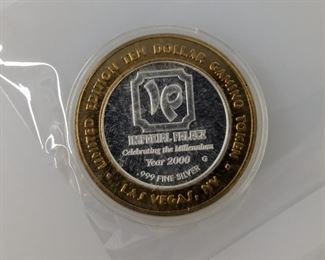 LIMITED EDITION TEN DOLLAR GAMING TOKEN
IP
IMPERIAL PALACE
Celebrating the Millennium
Year 2000
G
.999 FINE SILVER
LAS VEGAS, NV